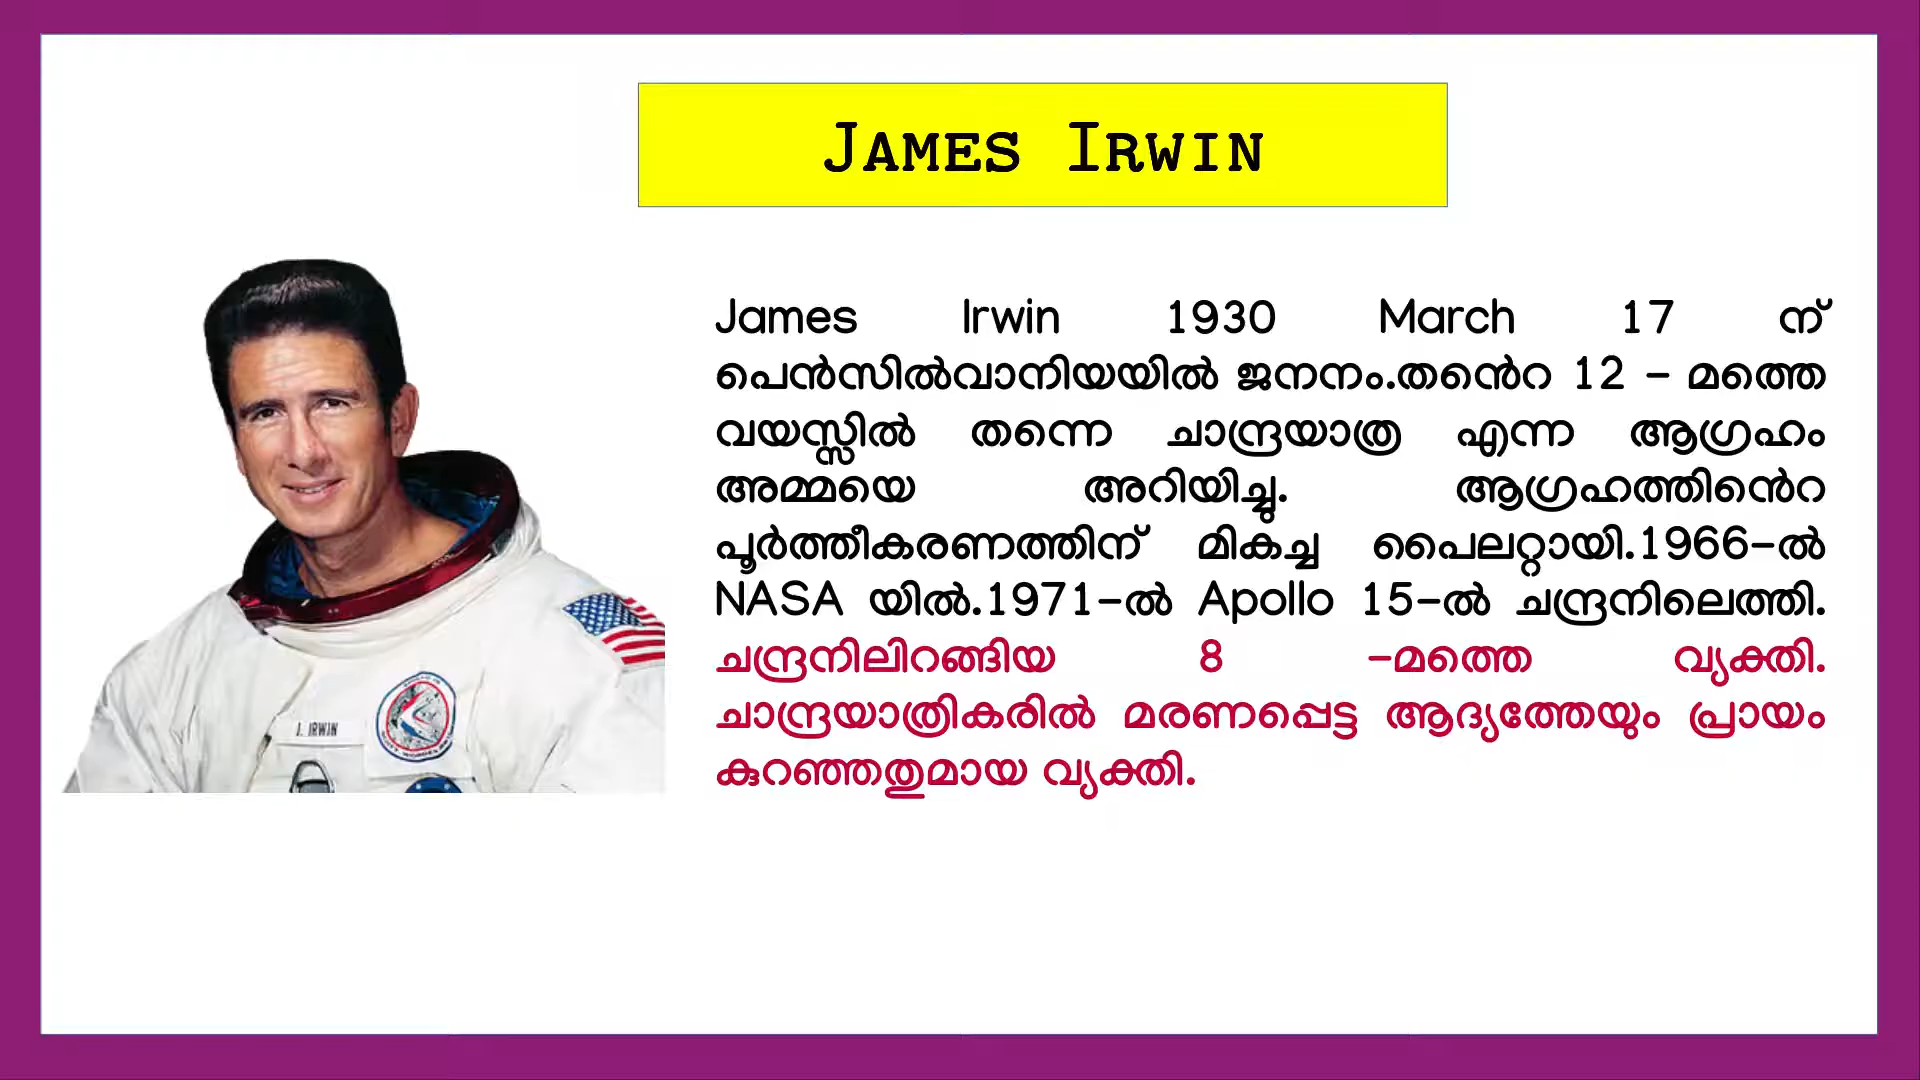 JAMES IRWIN
James Irwin 1930 March 17 ന്
പെൻസിൽവാനിയയിൽ ജനനം.തൻെറ 12 - മത്തെ
വയസ്സിൽ തന്നെ ചാന്ദ്രയാത്ര എന്ന ആഗ്രഹം
അമ്മയെ അറിയിച്ചു. ആഗ്രഹത്തിൻെറ
പൂർത്തീകരണത്തിന് മികച്ച പൈലറ്റായി.1966-ൽ
NASA യിൽ.1971-ൽ Apollo 15-ൽ ചന്ദ്രനിലെത്തി.
ചന്ദ്രനിലിറങ്ങിയ 8 -മത്തെ വ്യക്തി.
ചാന്ദ്രയാത്രികരിൽ മരണപ്പെട്ട ആദ്യത്തേയും പ്രായം
കുറഞ്ഞതുമായ വ്യക്തി.
J. IRWIN